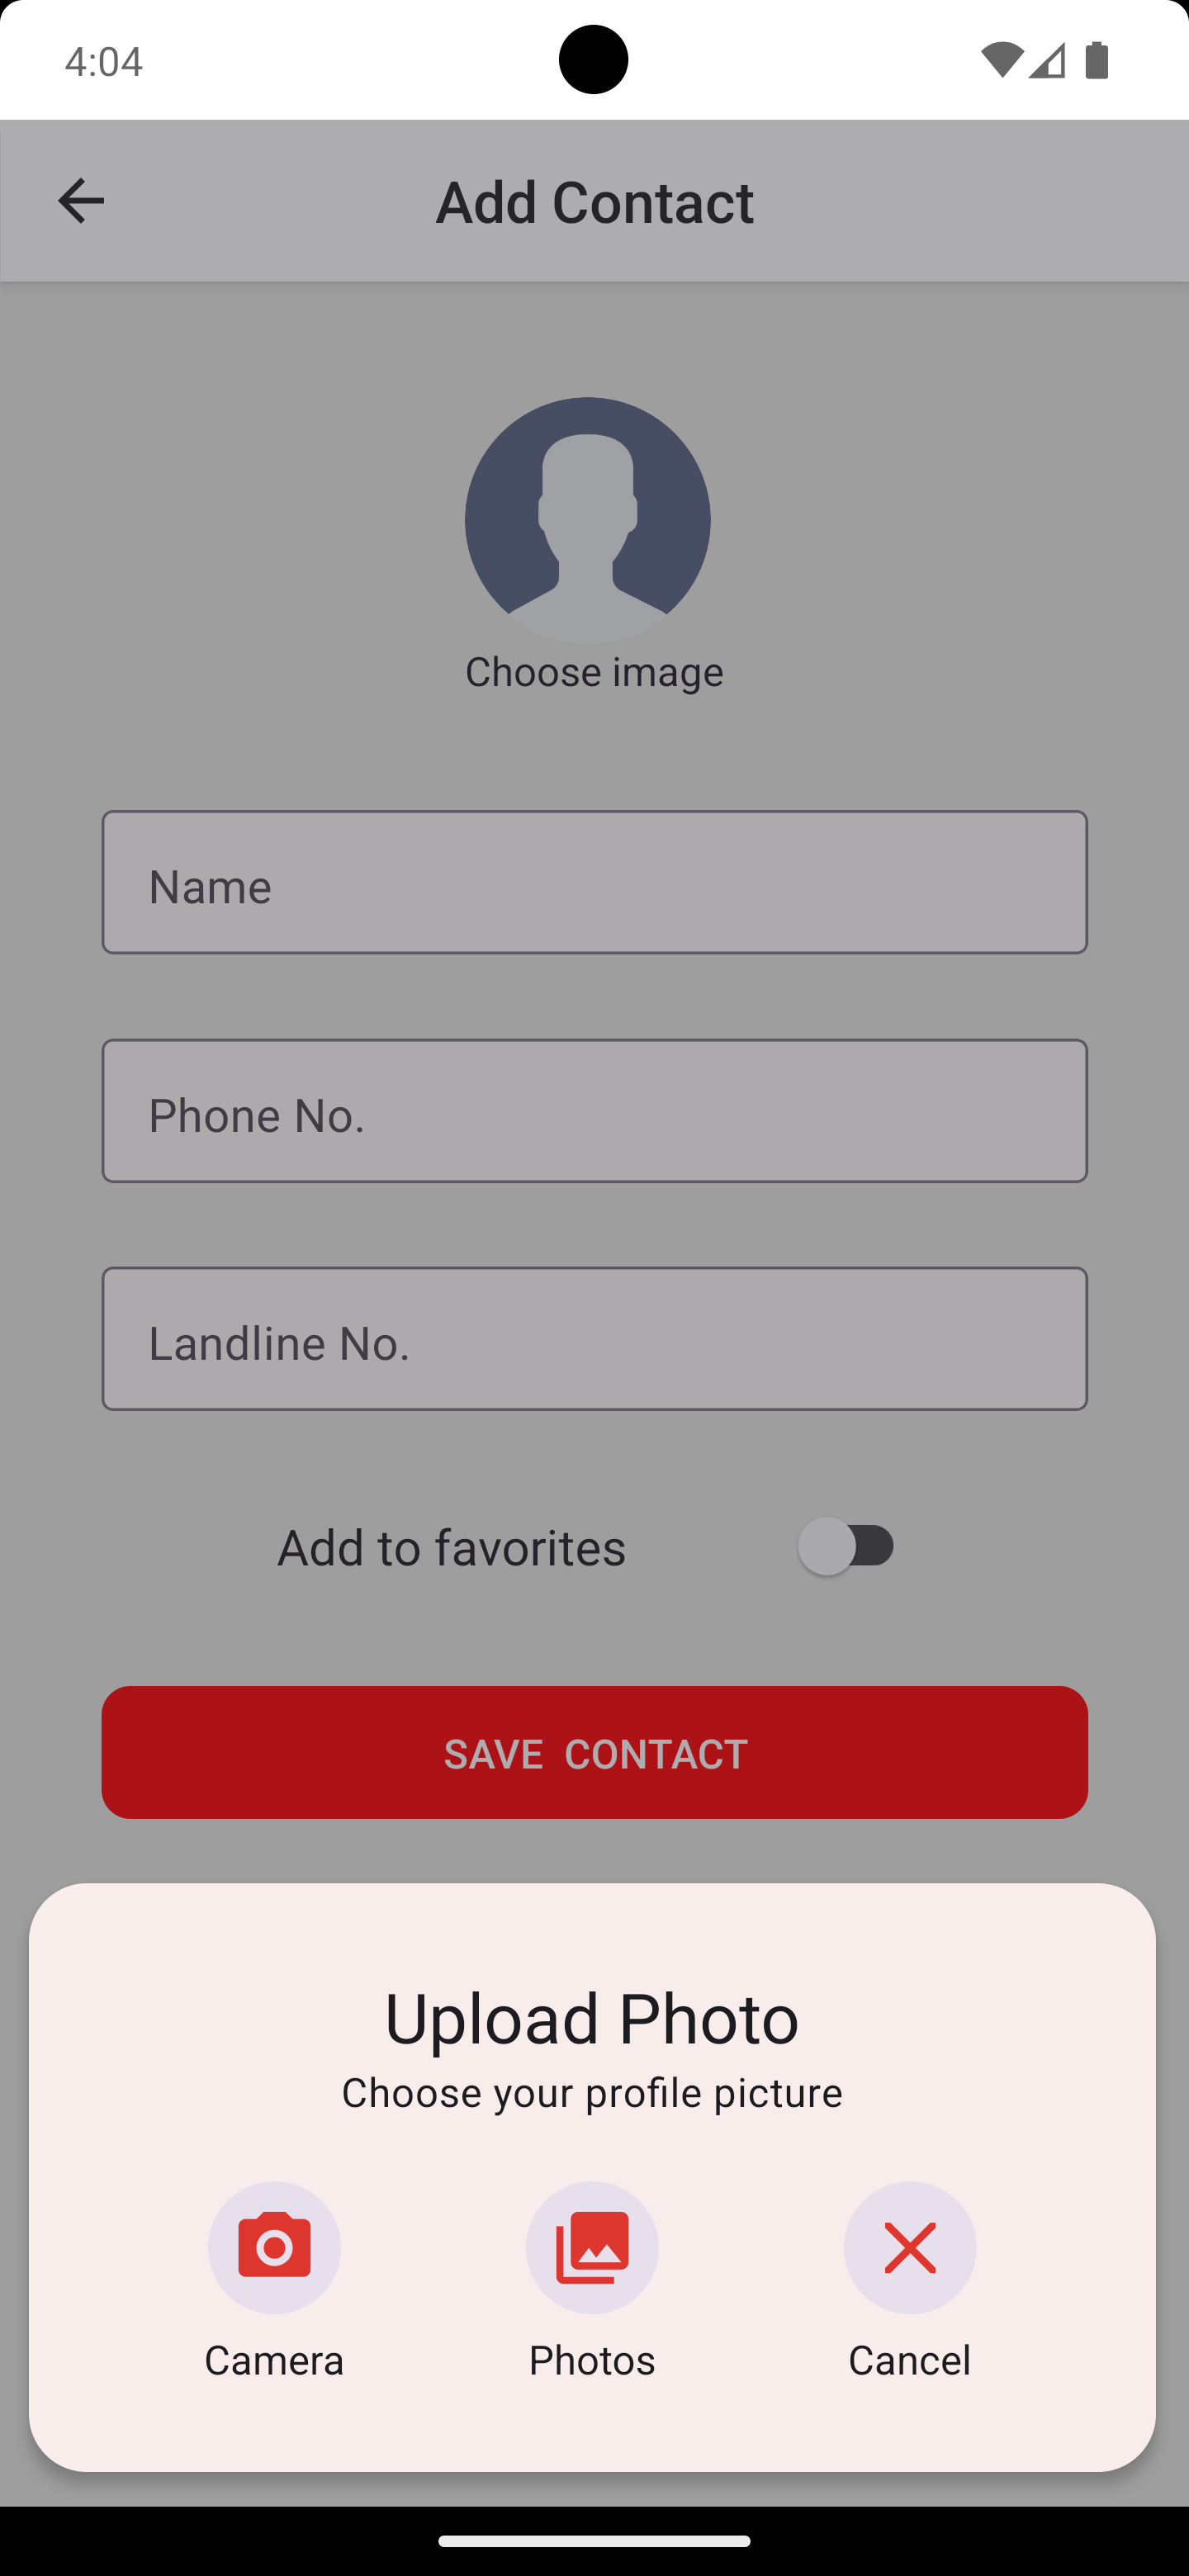 4:04
Add Contact
Choose image
Name
Phone No.
Landline No.
Add to favorites
SAVE CONTACT
Upload Photo
Choose your profile picture
Camera Photos Cancel